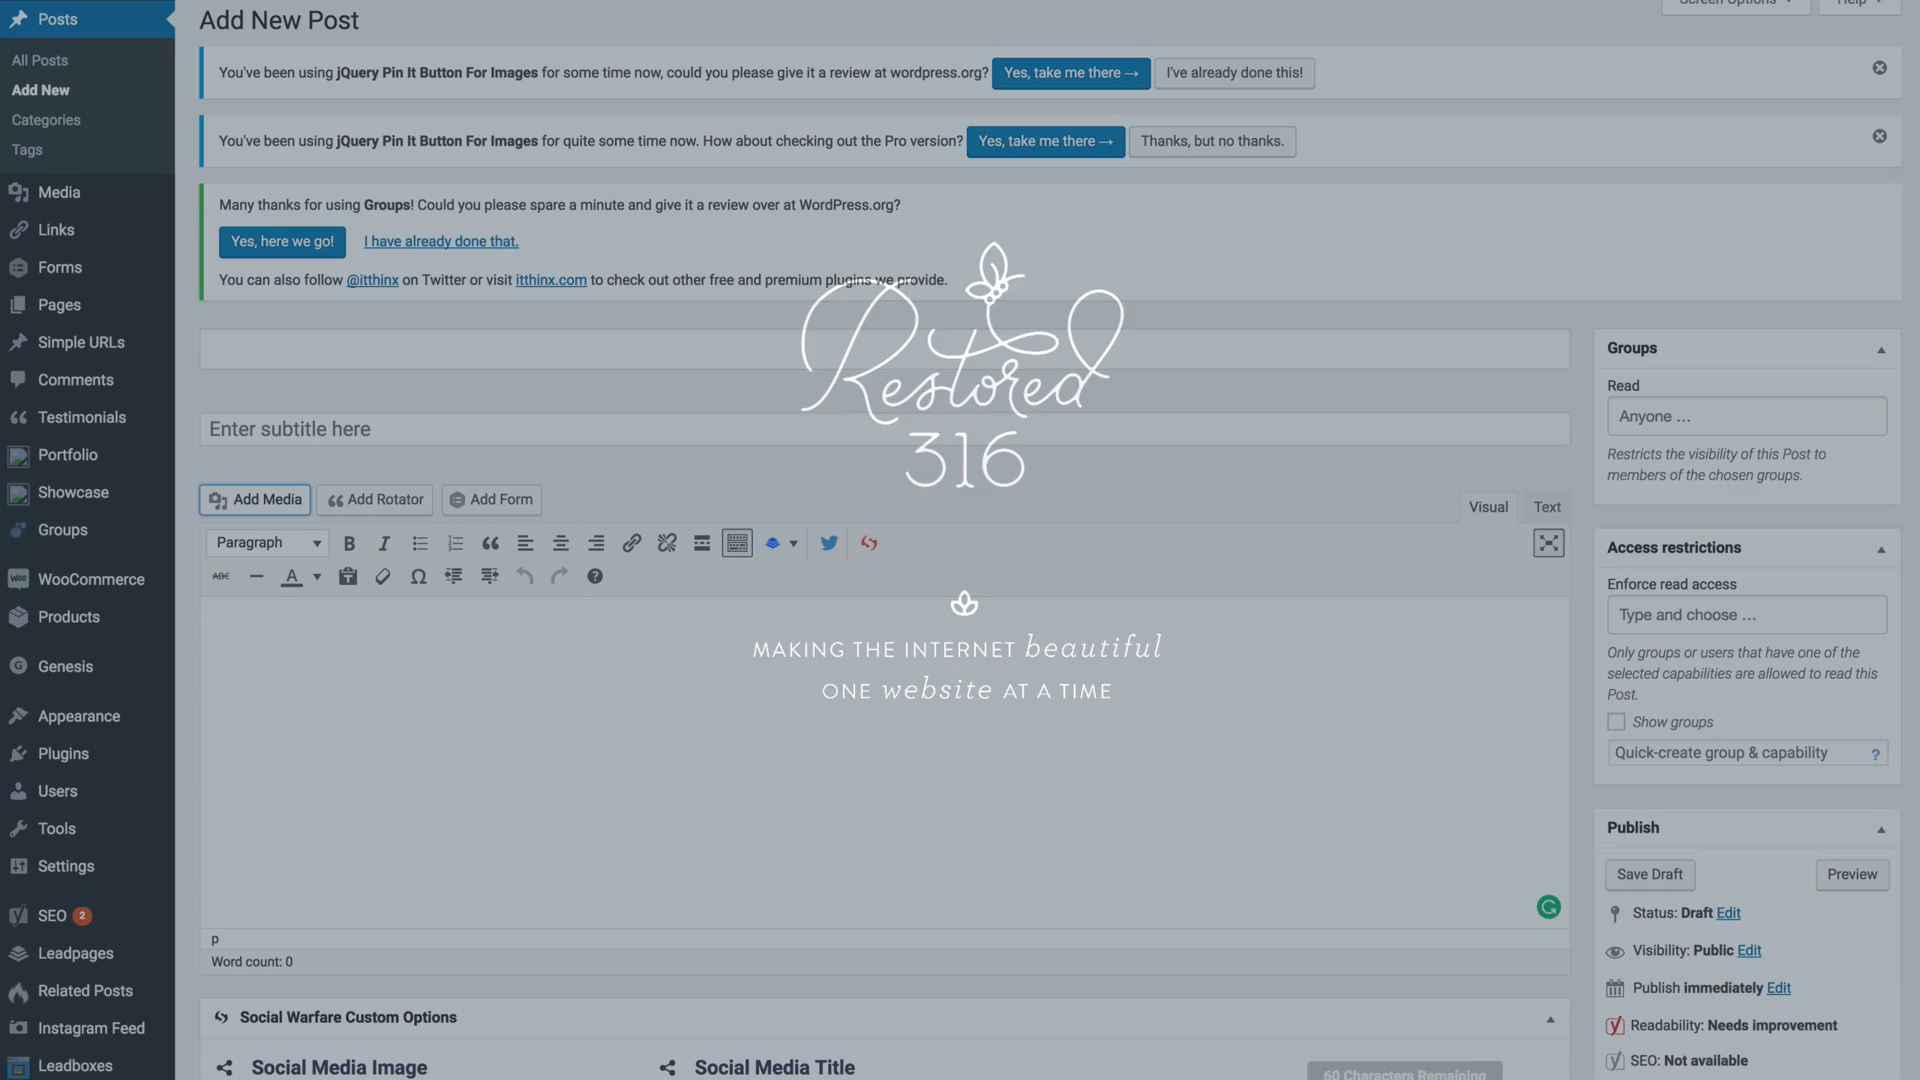 Posts
Add New Post
Screen Options
Help
All Posts
Add New
Categories
Tags
Media
Links
Forms
Pages
Simple URLs
Comments
Testimonials
Portfolio
Showcase
Groups
WooCommerce
Products
Genesis
Appearance
Plugins
Users
Tools
Settings
SEO 2
Leadpages
Related Posts
Instagram Feed
Leadboxes
You've been using jQuery Pin It Button For Images for some time now, could you please give it a review at wordpress.org? Yes, take me there → I've already done this!
You've been using jQuery Pin It Button For Images for quite some time now. How about checking out the Pro version? Yes, take me there → Thanks, but no thanks.
Many thanks for using Groups! Could you please spare a minute and give it a review over at WordPress.org?
Yes, here we go! I have already done that.
You can also follow @itthinx on Twitter or visit itthinx.com to check out other free and premium plugins we provide.
Restored
316
Enter subtitle here
Add Media Add Rotator Add Form
Visual Text
Paragraph B I
ABC A Ω
MAKING THE INTERNET beautiful
ONE website AT A TIME
p
Word count: 0
Social Warfare Custom Options
Social Media Image Social Media Title
60 Characters Remaining
Groups
Read
Anyone ...
Restricts the visibility of this Post to
members of the chosen groups.
Access restrictions
Enforce read access
Type and choose ...
Only groups or users that have one of the
selected capabilities are allowed to read this
Post.
Show groups
Quick-create group & capability ?
Publish
Save Draft Preview
Status: Draft Edit
Visibility: Public Edit
Publish immediately Edit
Readability: Needs improvement
SEO: Not available